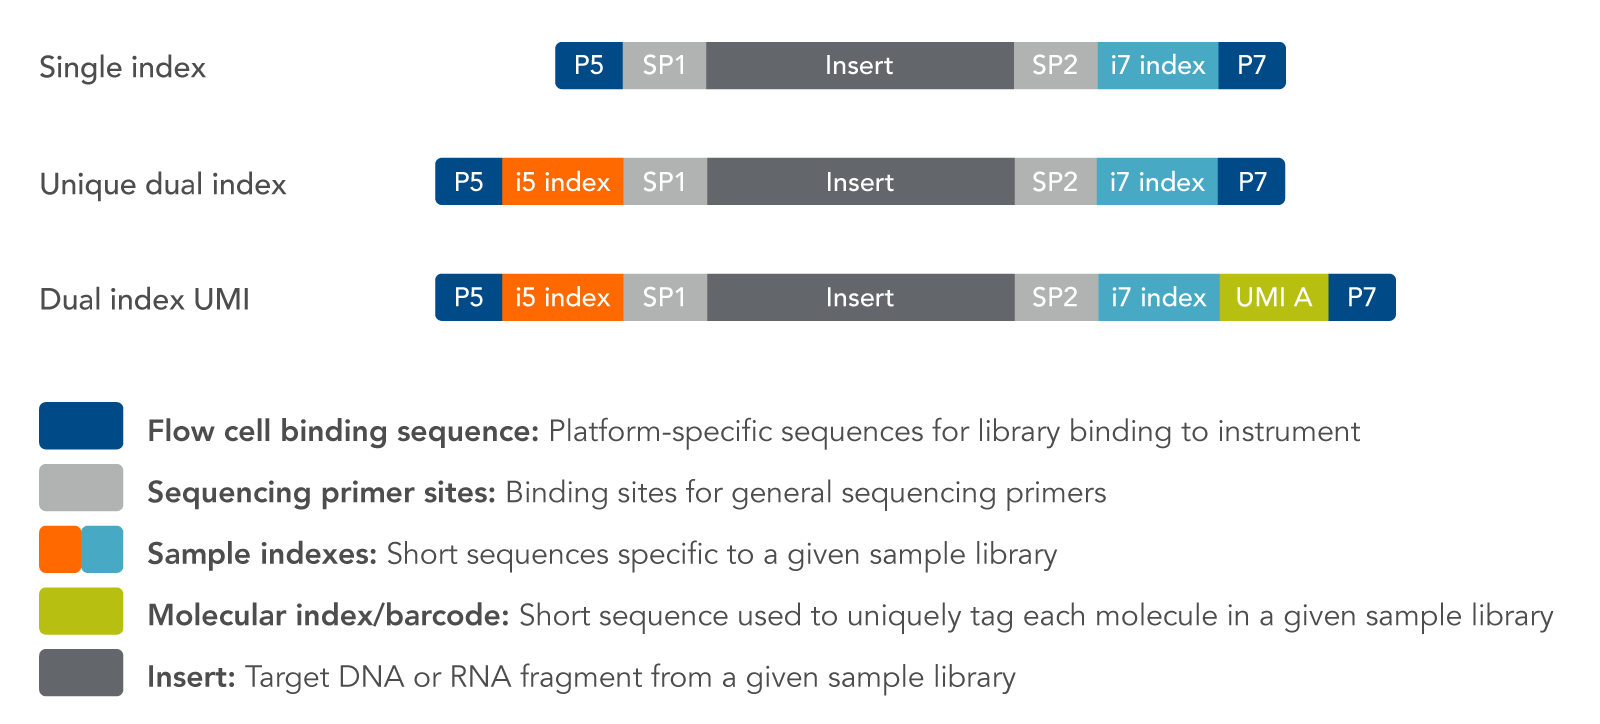 Single index P5 SP1 Insert SP2 i7 index P7
Unique dual index P5 i5 index SP1 Insert SP2 i7 index P7
Dual index UMI P5 i5 index SP1 Insert SP2 i7 index UMI A P7
Flow cell binding sequence: Platform-specific sequences for library binding to instrument
Sequencing primer sites: Binding sites for general sequencing primers
Sample indexes: Short sequences specific to a given sample library
Molecular index/barcode: Short sequence used to uniquely tag each molecule in a given sample library
Insert: Target DNA or RNA fragment from a given sample library